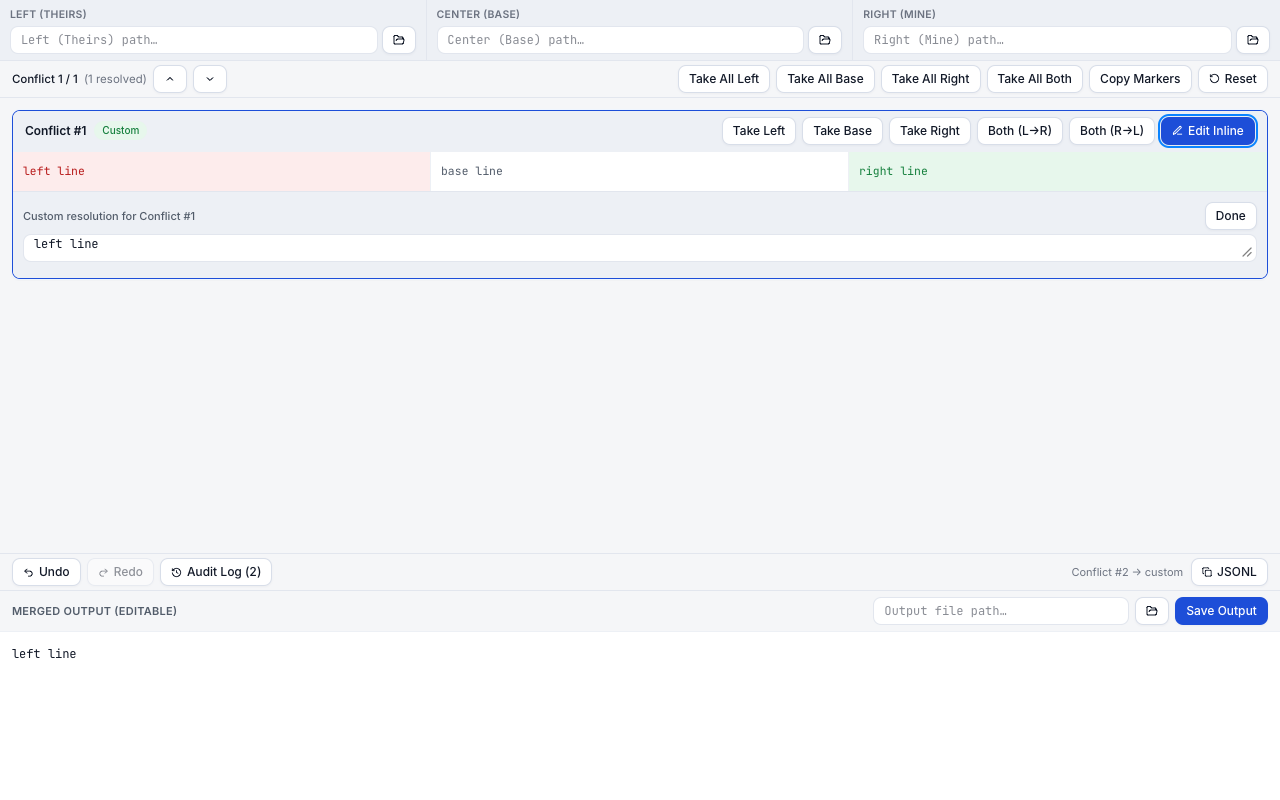 LEFT (THEIRS)
Left (Theirs) path…
CENTER (BASE)
Center (Base) path…
RIGHT (MINE)
Right (Mine) path…
Conflict 1 / 1 (1 resolved)
Take All Left
Take All Base
Take All Right
Take All Both
Copy Markers
Reset
Conflict #1 Custom
Take Left
Take Base
Take Right
Both (L→R)
Both (R→L)
Edit Inline
left line
base line
right line
Custom resolution for Conflict #1
Done
left line
Undo
Redo
Audit Log (2)
Conflict #2 → custom
JSONL
MERGED OUTPUT (EDITABLE)
Output file path…
Save Output
left line